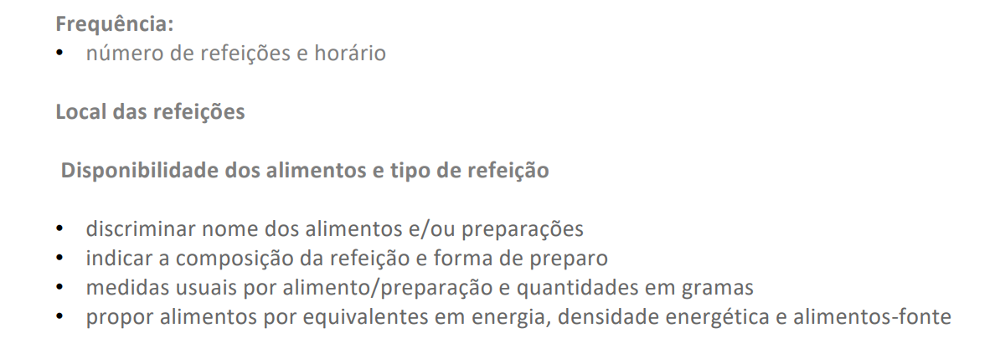 Frequência:
• número de refeições e horário
Local das refeições
Disponibilidade dos alimentos e tipo de refeição
• discriminar nome dos alimentos e/ou preparações
• indicar a composição da refeição e forma de preparo
• medidas usuais por alimento/preparação e quantidades em gramas
• propor alimentos por equivalentes em energia, densidade energética e alimentos-fonte